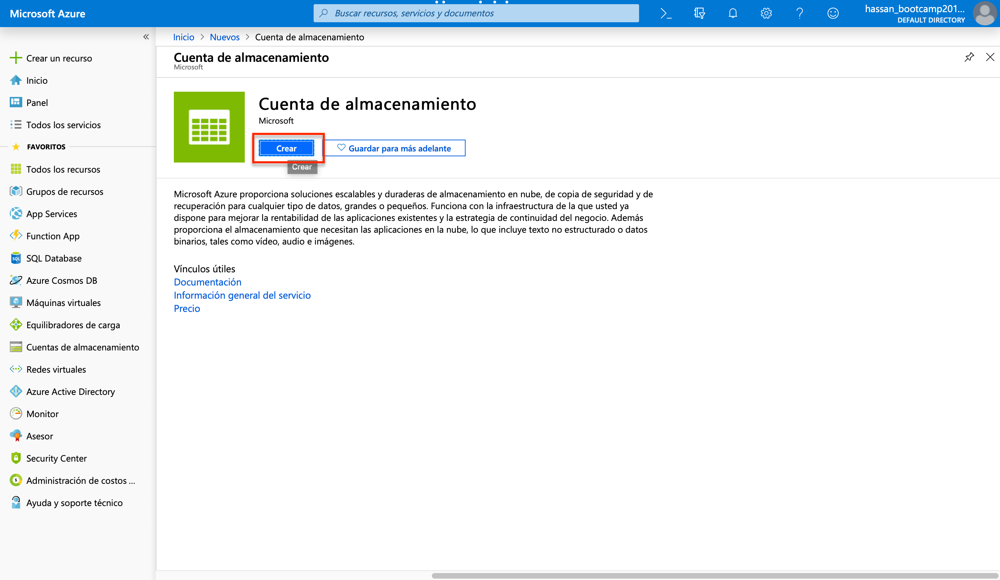 Microsoft Azure
Buscar recursos, servicios y documentos
hassan_bootcamp201...
DEFAULT DIRECTORY
Crear un recurso
Inicio
Panel
Todos los servicios
FAVORITOS
Todos los recursos
Grupos de recursos
App Services
Function App
SQL Database
Azure Cosmos DB
Máquinas virtuales
Equilibradores de carga
Cuentas de almacenamiento
Redes virtuales
Azure Active Directory
Monitor
Asesor
Security Center
Administración de costos ...
Ayuda y soporte técnico
Inicio > Nuevos > Cuenta de almacenamiento
Cuenta de almacenamiento
Microsoft
Cuenta de almacenamiento
Microsoft
Crear
Guardar para más adelante
Crear
Microsoft Azure proporciona soluciones escalables y duraderas de almacenamiento en nube, de copia de seguridad y de
recuperación para cualquier tipo de datos, grandes o pequeños. Funciona con la infraestructura de la que usted ya
dispone para mejorar la rentabilidad de las aplicaciones existentes y la estrategia de continuidad del negocio. Además
proporciona el almacenamiento que necesitan las aplicaciones en la nube, lo que incluye texto no estructurado o datos
binarios, tales como vídeo, audio e imágenes.
Vínculos útiles
Documentación
Información general del servicio
Precio